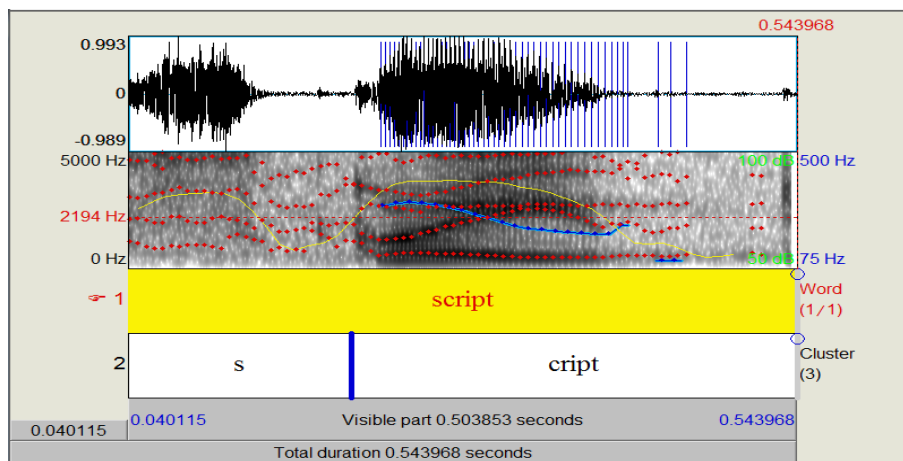 0.543968
0.993
0
-0.989
5000 Hz 100 dB 500 Hz
2194 Hz
0 Hz 50 dB 75 Hz
☞ 1 script Word
(1/1)
2 s cript Cluster
(3)
0.040115 Visible part 0.503853 seconds 0.543968
0.040115
Total duration 0.543968 seconds